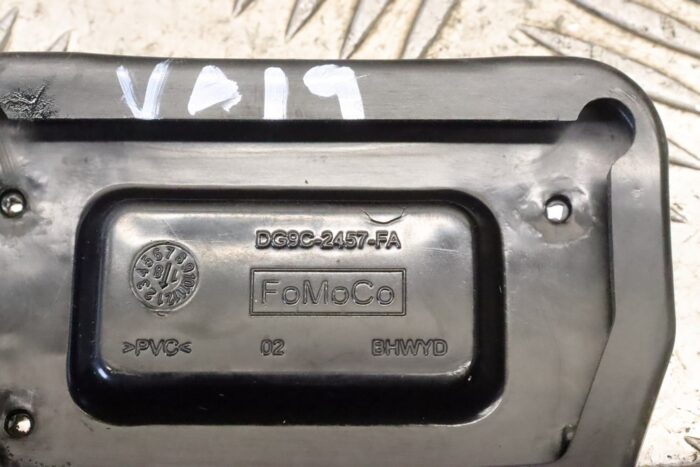 VA19
DG9C-2457-FA
FoMoCo
>PVC<
02
BHWYD